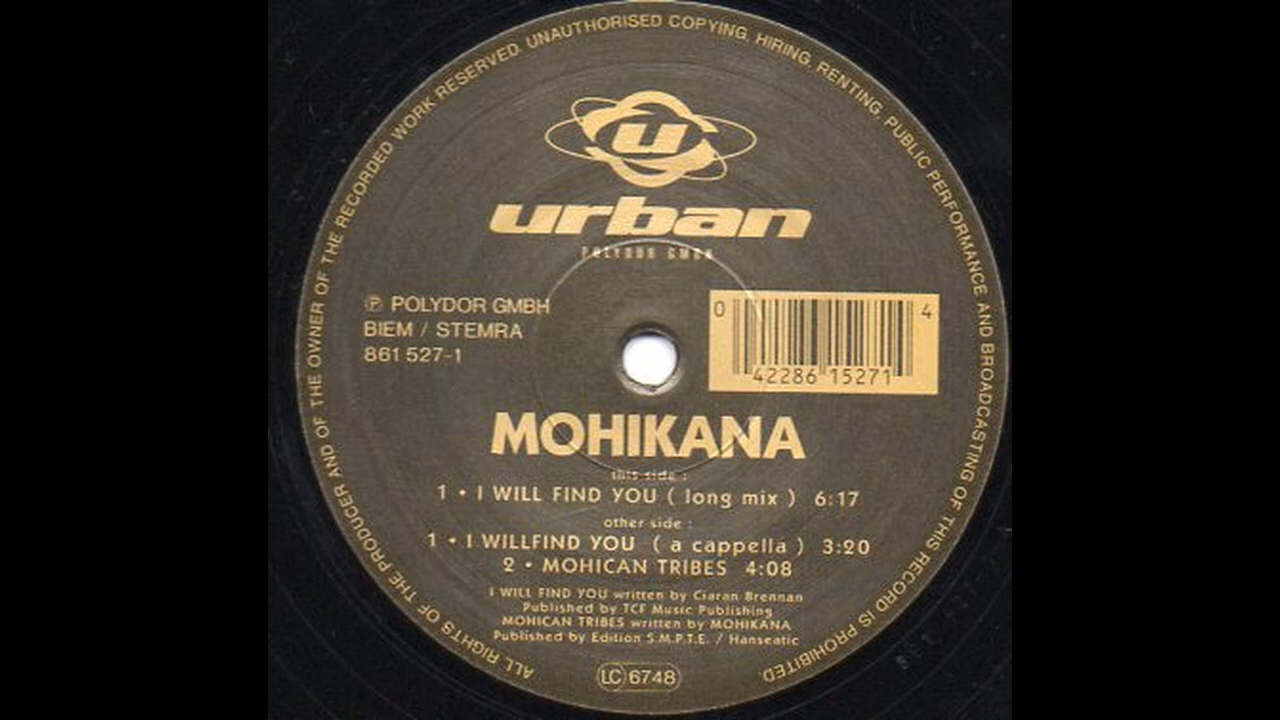 ALL RIGHTS OF THE PRODUCER AND OF THE OWNER OF THE RECORDED WORK RESERVED. UNAUTHORISED COPYING, HIRING, RENTING, PUBLIC PERFORMANCE AND BROADCASTING OF THIS RECORD IS PROHIBITED.
u
urban
POLYDOR GMBH
Ⓟ POLYDOR GMBH
BIEM / STEMRA
861 527-1
0 42286 15271 4
MOHIKANA
this side :
1 • I WILL FIND YOU ( long mix ) 6:17
other side :
1 • I WILLFIND YOU ( a cappella ) 3:20
2 • MOHICAN TRIBES 4:08
I WILL FIND YOU written by Ciaran Brennan
Published by TCF Music Publishing
MOHICAN TRIBES written by MOHIKANA
Published by Edition S.M.P.T.E. / Hanseatic
LC 6748